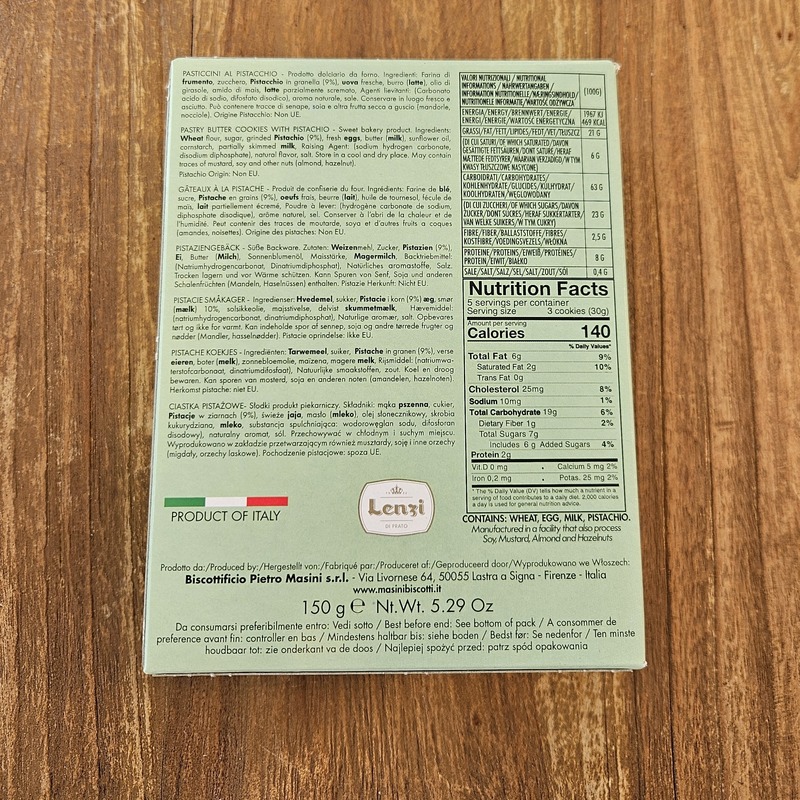 PASTICCINI AL PISTACCHIO - Prodotto dolciario da forno. Ingredienti: Farina di
frumento, zucchero, Pistacchio in granella (9%), uova fresche, burro (latte), olio di
girasole, amido di mais, latte parzialmente scremato, Agenti lievitanti: (Carbonato
acido di sodio, difosfato disodico), aroma naturale, sale. Conservare in luogo fresco e
asciutto. Può contenere tracce di senape, soia e altra frutta secca a guscio (mandorle,
nocciole). Origine Pistacchio: Non UE.
PASTRY BUTTER COOKIES WITH PISTACHIO - Sweet bakery product. Ingredients:
Wheat flour, sugar, grinded Pistachio (9%), fresh eggs, butter (milk), sunflower oil,
cornstarch, partially skimmed milk, Raising Agent: (sodium hydrogen carbonate,
disodium diphosphate), natural flavor, salt. Store in a cool and dry place. May contain
traces of mustard, soy and other nuts (almond, hazelnut).
Pistachio Origin: Non EU.
GÂTEAUX À LA PISTACHE - Produit de confiserie du four. Ingrédients: Farine de blé,
sucre, Pistache en grains (9%), oeufs frais, beurre (lait), huile de tournesol, fécule de
maïs, lait partiellement écrémé, Poudre à lever: (hydrogène carbonate de sodium,
diphosphate disodique), arôme naturel, sel. Conserver à l'abri de la chaleur et de
l'humidité. Peut contenir des traces de moutarde, soya et d'autres fruits a coques
(amandes, noisettes). Origine des pistaches: Non EU.
PISTAZIENGEBÄCK - Süße Backware. Zutaten: Weizenmehl, Zucker, Pistazien (9%),
Ei, Butter (Milch), Sonnenblumenöl, Maisstärke, Magermilch, Backtriebmittel:
(Natriumhydrogencarbonat, Dinatriumdiphosphat), Natürliches aromastoffe, Salz.
Trocken lagern und vor Wärme schützen. Kann Spuren von Senf, Soja und anderen
Schalenfrüchten (Mandeln, Haselnüssen) enthalten. Pistazie Herkunft: Nicht EU.
PISTACIE SMÅKAGER - Ingredienser: Hvedemel, sukker, Pistacie i korn (9%) æg, smør
(mælk) 10%, solsikkeolie, majsstivelse, delvist skummetmælk, Hævemiddel:
(natriumhydrogencarbonat, dinatriumdiphosphat), Naturlige aromær, salt. Opbevares
tørt og ikke for varmt. Kan indeholde spor af sennep, soja og andre tørrede frugter og
nødder (Mandler, hasselnødder). Pistacie oprindelse: Ikke EU.
PISTACHE KOEKJES - Ingrediënten: Tarwemeel, suiker, Pistache in granen (9%), verse
eieren, boter (melk), zonnebloemolie, maïzena, magere melk, Rijsmiddel: (natriumwa-
terstofcarbonaat, dinatriumdifosfaat), Natuurlijke smaakstoffen, zout. Koel en droog
bewaren. Kan sporen van mosterd, soja en anderen noten (amandelen, hazelnoten).
Herkomst pistache: niet EU.
CIASTKA PISTAŻOWE- Słodki produkt piekarniczy. Składniki: mąka pszenna, cukier,
Pistacje w ziarnach (9%), świeże jaja, masło (mleko), olej słonecznikowy, skrobia
kukurydziana, mleko, substancja spulchniająca: wodorowęglan sodu, difosforan
disodowy), naturalny aromat, sól. Przechowywać w chłodnym i suchym miejscu.
Wyprodukowano w zakładzie przetwarzającym również musztardy, soję i inne orzechy
(migdały, orzechy laskowe). Pochodzenie pistacjowe: spoza UE.
VALORI NUTRIZIONALI / NUTRITIONAL
INFORMATIONS / NÄHRWERTANGABEN/
INFORMATION NUTRITIONELLE/NÆRINGSINDHOLD/
NUTRITIONELE INFORMATIE/WARTOŚĆ ODŻYWCZA
(100G)
ENERGIA/ENERGY/BRENNWERT/ENERGIE/
ENERGI/ENERGIE/WARTOŚĆ ENERGETYCZNA
1967 KJ
469 KCAL
GRASSI/FAT/FETT/LIPIDES/FEDT/VET/TŁUSZCZ 21 G
(DI CUI SATURI/OF WHICH SATURATED/DAVON
GESÄTTIGTE FETTSÄUREN/DONT SATURÉ/HERAF
MÆTTEDE FEDTSYRER/WAARVAN VERZADIGD/W TYM
KWASY TŁUSZCZOWE NASYCONE)
6 G
CARBOIDRATI/CARBOHYDRATES/
KOHLENHYDRATE/GLUCIDES/KULHYDRAT/
KOOLHYDRATEN/WĘGLOWODANY
63 G
(DI CUI ZUCCHERI/OF WHICH SUGARS/DAVON
ZUCKER/DONT SUCRES/HERAF SUKKERTARTER/
VAN WELKE SUIKERS/W TYM CUKRY)
23 G
FIBRE/FIBER/BALLASTSTOFFE/FIBRES/
KOSTFIBRE/VOEDINGSVEZELS/WŁÓKNA
2,5 G
PROTEINE/PROTEINS/EIWEIß/PROTÉINES/
PROTEIN/EIWIT/BIAŁKO
8 G
SALE/SALT/SALZ/SEL/SALT/ZOUT/SÓL 0,4 G
Nutrition Facts
5 servings per container
Serving size 3 cookies (30g)
Amount per serving
Calories 140
% Daily Values*
Total Fat 6g 9%
Saturated Fat 2g 10%
Trans Fat 0g
Cholesterol 25mg 8%
Sodium 10mg 1%
Total Carbohydrate 19g 6%
Dietary Fiber 1g 2%
Total Sugars 7g
Includes 6 g Added Sugars 4%
Protein 2g
Vit.D 0 mg . Calcium 5 mg 2%
Iron 0,2 mg . Potas. 25 mg 2%
* The % Daily Value (DV) tells how much a nutrient in a
serving of food contributes to a daily diet. 2,000 calories
a day is used for general nutrition advice.
CONTAINS: WHEAT, EGG, MILK, PISTACHIO.
Manufactured in a facility that also process
Soy, Mustard, Almond and Hazelnuts
PRODUCT OF ITALY
Lenzi
DI PRATO
Prodotto da:/Produced by:/Hergestellt von:/Fabriqué par:/Produceret af:/Geproduceerd door/Wyprodukowano we Włoszech:
Biscottificio Pietro Masini s.r.l. - Via Livornese 64, 50055 Lastra a Signa - Firenze - Italia
www.masinibiscotti.it
150 g ℮ Nt.Wt. 5.29 Oz
Da consumarsi preferibilmente entro: Vedi sotto / Best before end: See bottom of pack / A consommer de
preference avant fin: controller en bas / Mindestens haltbar bis: siehe boden / Bedst før: Se nedenfor / Ten minste
houdbaar tot: zie onderkant va de doos / Najlepiej spożyć przed: patrz spód opakowania